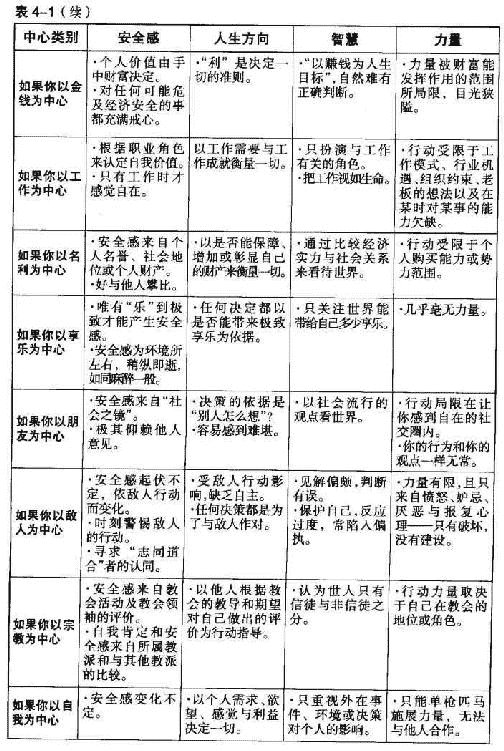 表4-1（续）
中心类别
安全感
人生方向
智慧
力量
如果你以金
钱为中心
·个人价值由手
中财富决定、
·对任何可能危
及经济安全的事
都充满戒心。
·“利”是决定一
切的准则。
·“以赚钱为人生
目标”,自然难有
正确判断。
·力量被财富能
发挥作用的范围
所局限，目光狭
隘。
如果你以工
作为中心
·根据职业角色
来认定自我价值。
·只有工作时才
感觉自在。
以工作需要与工
作成就衡量一切。
·只扮演与工作
有关的角色。
·把工作视如生命。
·行动受限于工
作模式、行业机
遇、组织约束、老
板的想法以及在
某时对某事的能
力欠缺。
如果你以名
利为中心
·安全感来自个
人名誉、社会地
位或个人财产。
·好与他人攀比。
·以是否能保障、
增加或彰显自己
的财产来衡量一切。
·通过比较经济
实力与社会关系
来看待世界。
·行动受限于个
人购买能力或势
力范围。
如果你以享
乐为中心
·唯有“乐”到极
致才能产生安全
感。
·安全感为环境所
左右，稍纵即逝，
如同麻醉一般。
·任何决定都以
是否能带来极致
享乐为依据。
·只关注世界能
带给自己多少享乐。
·几乎毫无力量。
如果你以朋
友为中心
·安全感来自“社
会之镜”。
·极其仰赖他人
意见。
·决策的依据是
“别人怎么想”？
·容易感到难堪。
·以社会流行的
观点看世界。
·行动局限在让
你感到自在的社
交圈内。
·你的行为和你的
观点一样无常。
如果你以敌
人为中心
·安全感起伏不
定，依敌人行动
而变化。
·时刻警惕敌人
的行动。
·寻求“志同道
合”者的认同。
·受敌人行动影
响,缺乏自主。
·任何决策都是为
了与敌人作对。
·见解偏颇,判断
有误。
·保护自己,反应
过度，常陷入偏
执。
·力量有限，且只
来自愤怒、妒忌、
厌恶与报复心
理——只有破坏，
没有建设。
如果你以宗
教为中心
·安全感来自教
会活动及教会领
袖的评价。
·自我肯定和安
全感来自所属教
派和与其他教派
的比较。
·以他人根据教
会的教导和期望
对自己做出的评
价为行动指导。
·认为世人只有
信徒与非信徒之
分。
·行动力量取决
于自己在教会的
地位或角色。
如果你以自
我为中心
·安全感变化不
定。
·以个人需求、欲
望、感觉与利益
决定一切。
·只重视外在事
件、环境或决策
对个人的影响。
·只能单枪匹马
施展力量，无法
与他人合作。